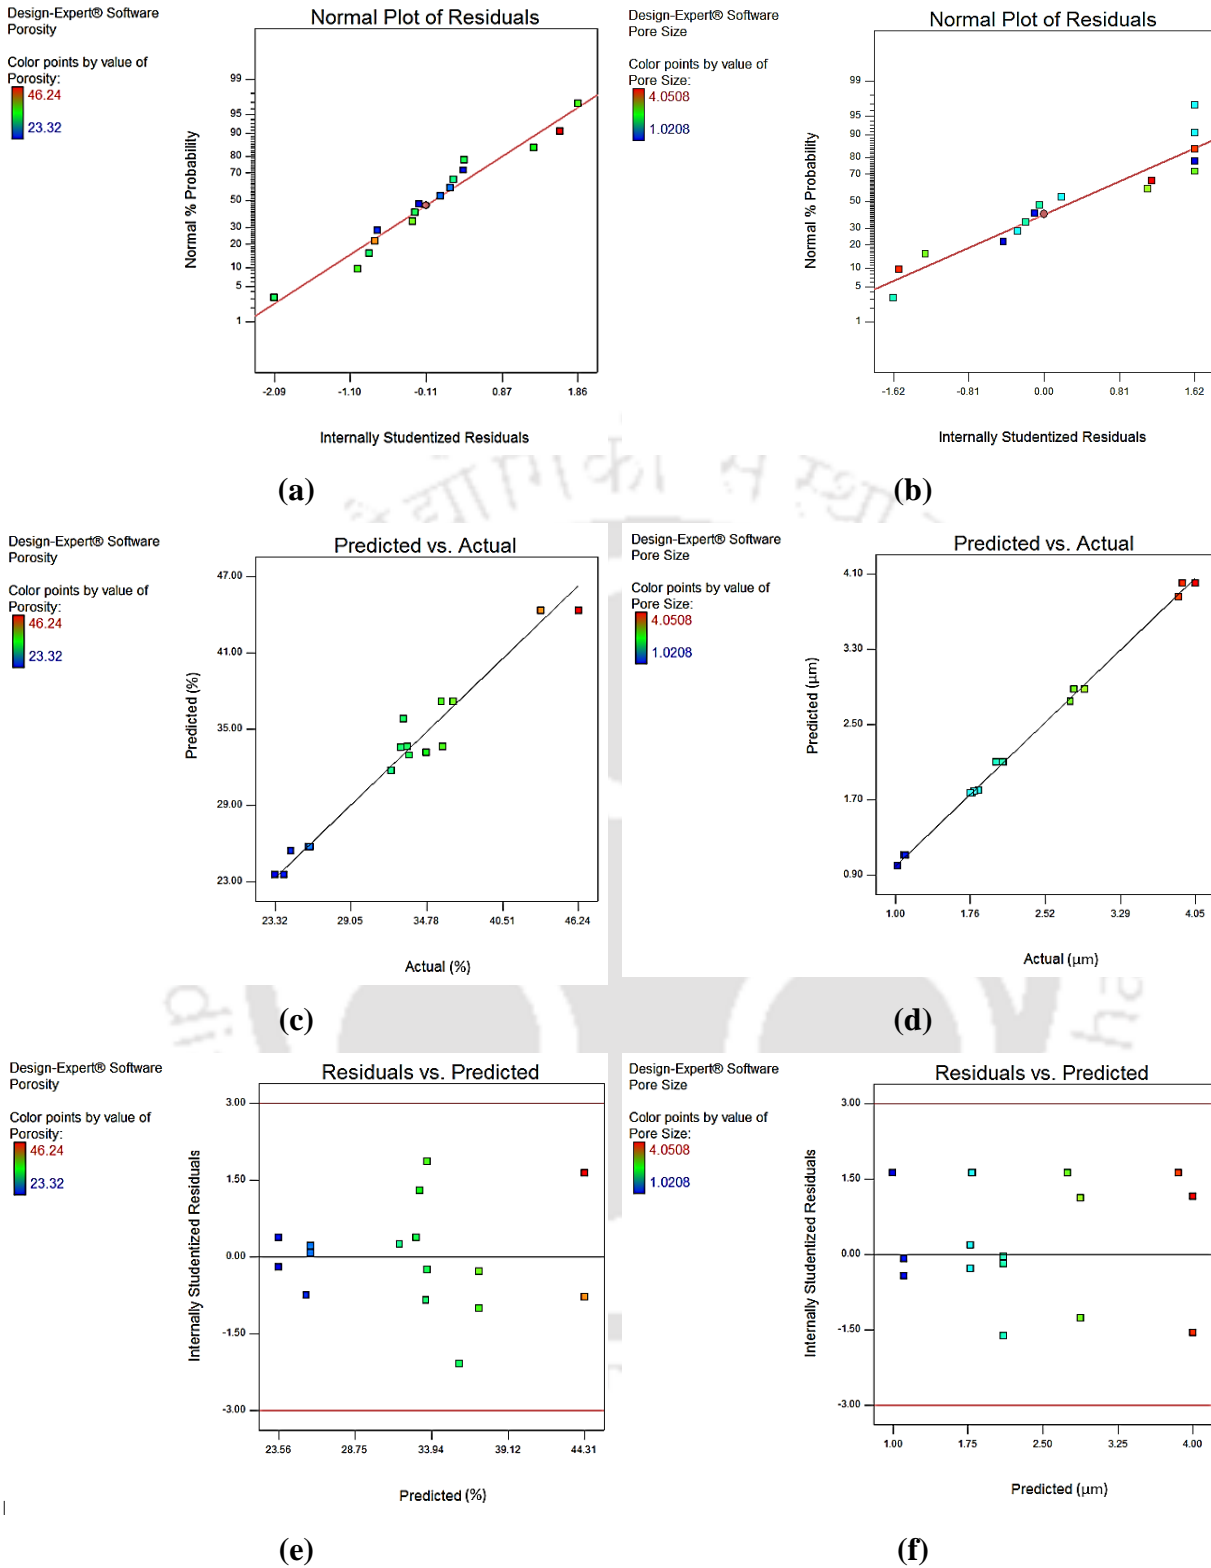 Design-Expert® Software
Porosity
Color points by value of
Porosity:
46.24
23.32
Normal Plot of Residuals
Normal % Probability
99
95
90
80
70
50
30
20
10
5
1
-2.09
-1.10
-0.11
0.87
1.86
Internally Studentized Residuals
(a)
Design-Expert® Software
Pore Size
Color points by value of
Pore Size:
4.0508
1.0208
Normal Plot of Residuals
Normal % Probability
99
95
90
80
70
50
30
20
10
5
1
-1.62
-0.81
0.00
0.81
1.62
Internally Studentized Residuals
(b)
Design-Expert® Software
Porosity
Color points by value of
Porosity:
46.24
23.32
Predicted vs. Actual
Predicted (%)
47.00
41.00
35.00
29.00
23.00
23.32
29.05
34.78
40.51
46.24
Actual (%)
(c)
Design-Expert® Software
Pore Size
Color points by value of
Pore Size:
4.0508
1.0208
Predicted vs. Actual
Predicted (µm)
4.10
3.30
2.50
1.70
0.90
1.00
1.76
2.52
3.29
4.05
Actual (µm)
(d)
Design-Expert® Software
Porosity
Color points by value of
Porosity:
46.24
23.32
Residuals vs. Predicted
Internally Studentized Residuals
3.00
1.50
0.00
-1.50
-3.00
23.56
28.75
33.94
39.12
44.31
Predicted (%)
(e)
Design-Expert® Software
Pore Size
Color points by value of
Pore Size:
4.0508
1.0208
Residuals vs. Predicted
Internally Studentized Residuals
3.00
1.50
0.00
-1.50
-3.00
1.00
1.75
2.50
3.25
4.00
Predicted (µm)
(f)